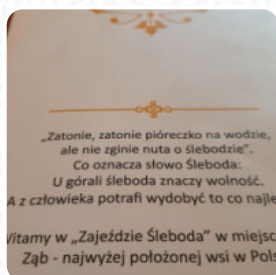 „Zatonie, zatonie pióreczko na wodzie,
ale nie zginie nuta o ślebodzie”.
Co oznacza słowo Śleboda:
U górali śleboda znaczy wolność.
A z człowieka potrafi wydobyć to co
Witamy w „Zajeździe Śleboda” w
Ząb - najwyżej położonej wsi w